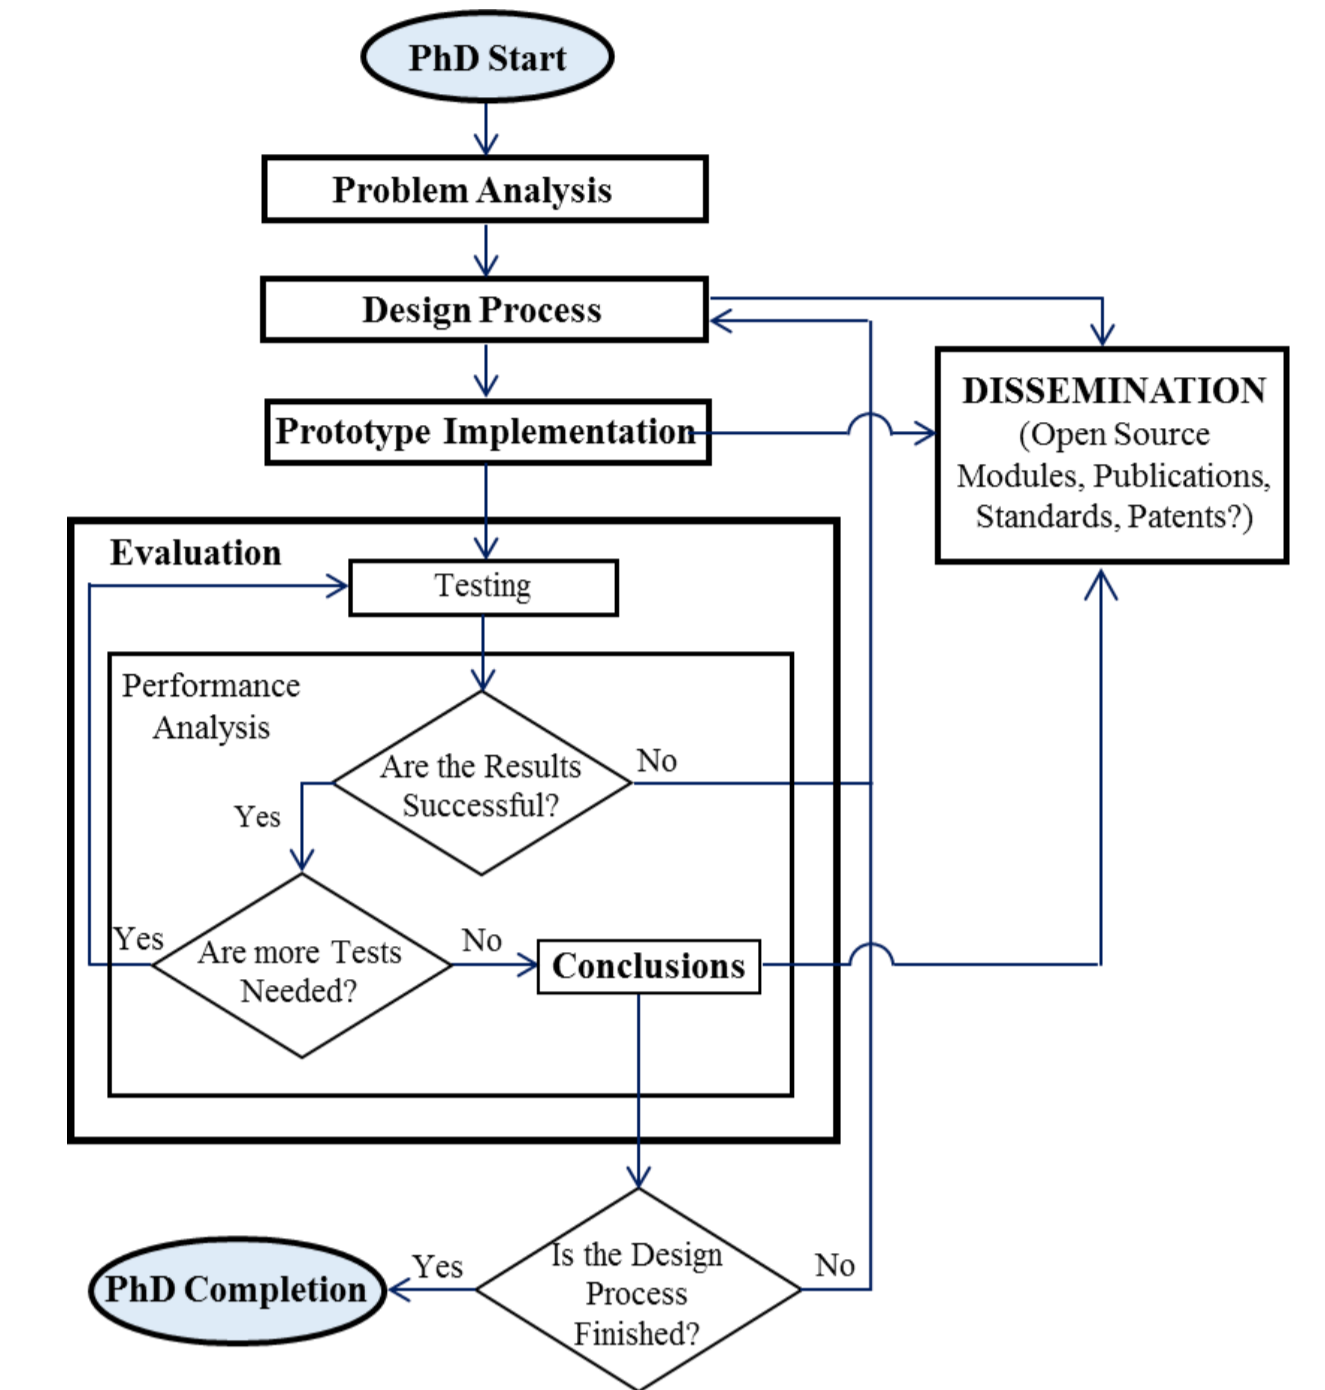 PhD Start
Problem Analysis
Design Process
Prototype Implementation
DISSEMINATION
(Open Source
Modules, Publications,
Standards, Patents?)
Evaluation
Testing
Performance
Analysis
Are the Results
Successful?
No
Yes
Yes
Are more Tests
Needed?
No
Conclusions
Is the Design
Process
Finished?
Yes
No
PhD Completion